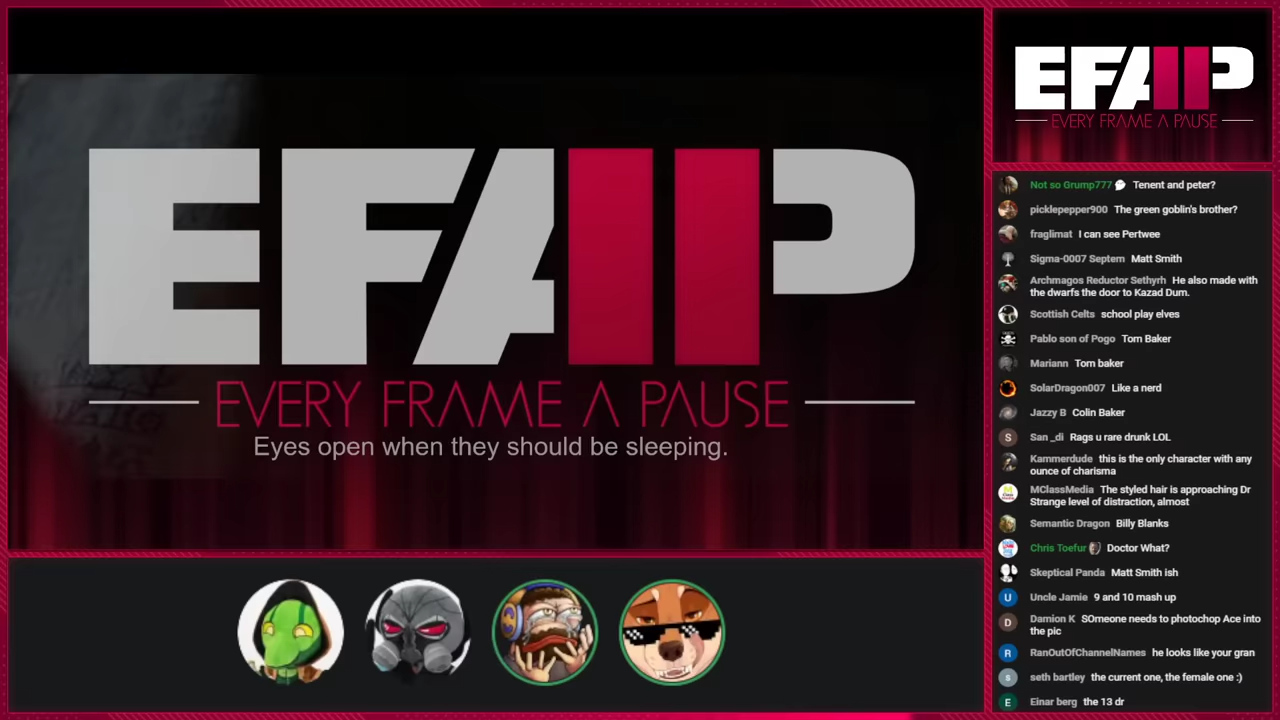 EFAP
EVERY FRAME A PAUSE
Eyes open when they should be sleeping.
EFAP
EVERY FRAME A PAUSE
Not so Grump777 Tenent and peter?
picklepepper900 The green goblin's brother?
fraglimat I can see Pertwee
Sigma-0007 Septem Matt Smith
Archmagos Reductor Sethyrh He also made with
the dwarfs the door to Kazad Dum.
Scottish Celts school play elves
Pablo son of Pogo Tom Baker
Mariann Tom baker
SolarDragon007 Like a nerd
Jazzy B Colin Baker
S San _di Rags u rare drunk LOL
Kammerdude this is the only character with any
ounce of charisma
MClassMedia The styled hair is approaching Dr
Strange level of distraction, almost
Semantic Dragon Billy Blanks
Chris Toefur Doctor What?
Skeptical Panda Matt Smith ish
U Uncle Jamie 9 and 10 mash up
D Damion K SOmeone needs to photochop Ace into
the pic
R RanOutOfChannelNames he looks like your gran
s seth bartley the current one, the female one :)
E Einar berg the 13 dr